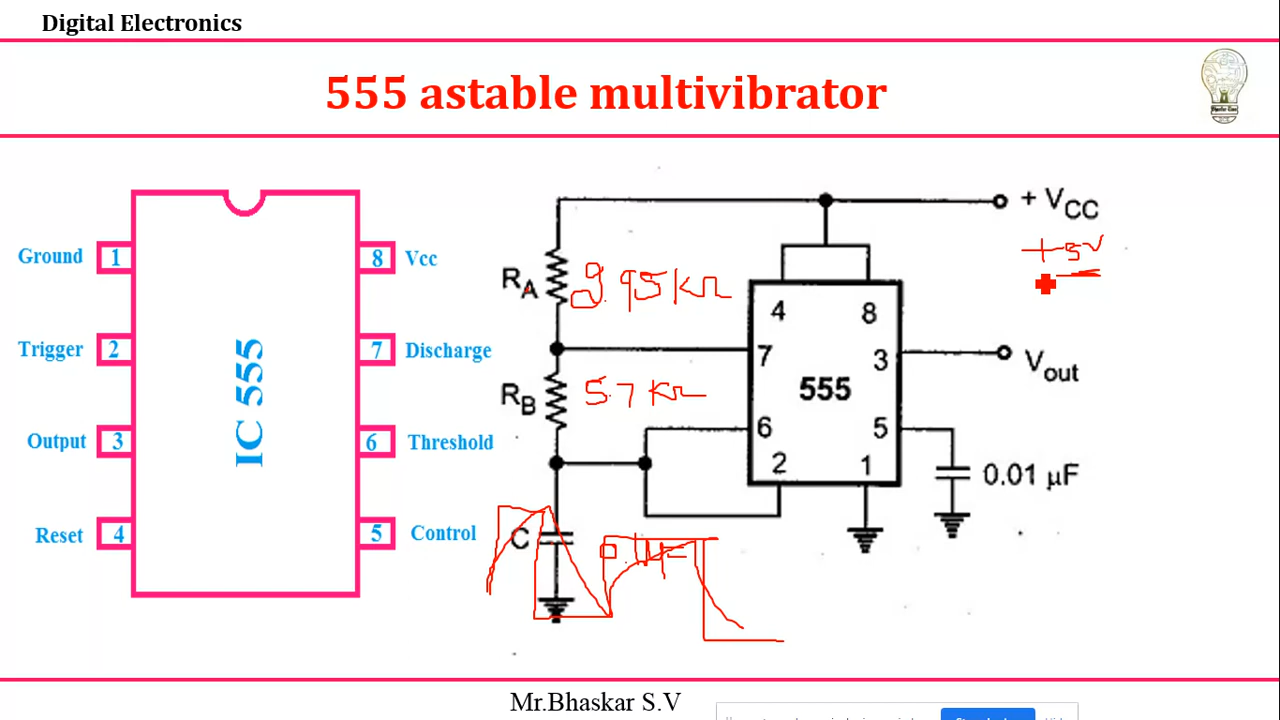 Digital Electronics
555 astable multivibrator
Ground 1
8 Vcc
Trigger 2
7 Discharge
Output 3
6 Threshold
Reset 4
5 Control
IC 555
+ VCC
+5V
RA
9.95KΩ
4
8
7
3
Vout
RB
5.7 KΩ
555
6
5
2
1
0.01 μF
C
0.1μF
Mr.Bhaskar S.V